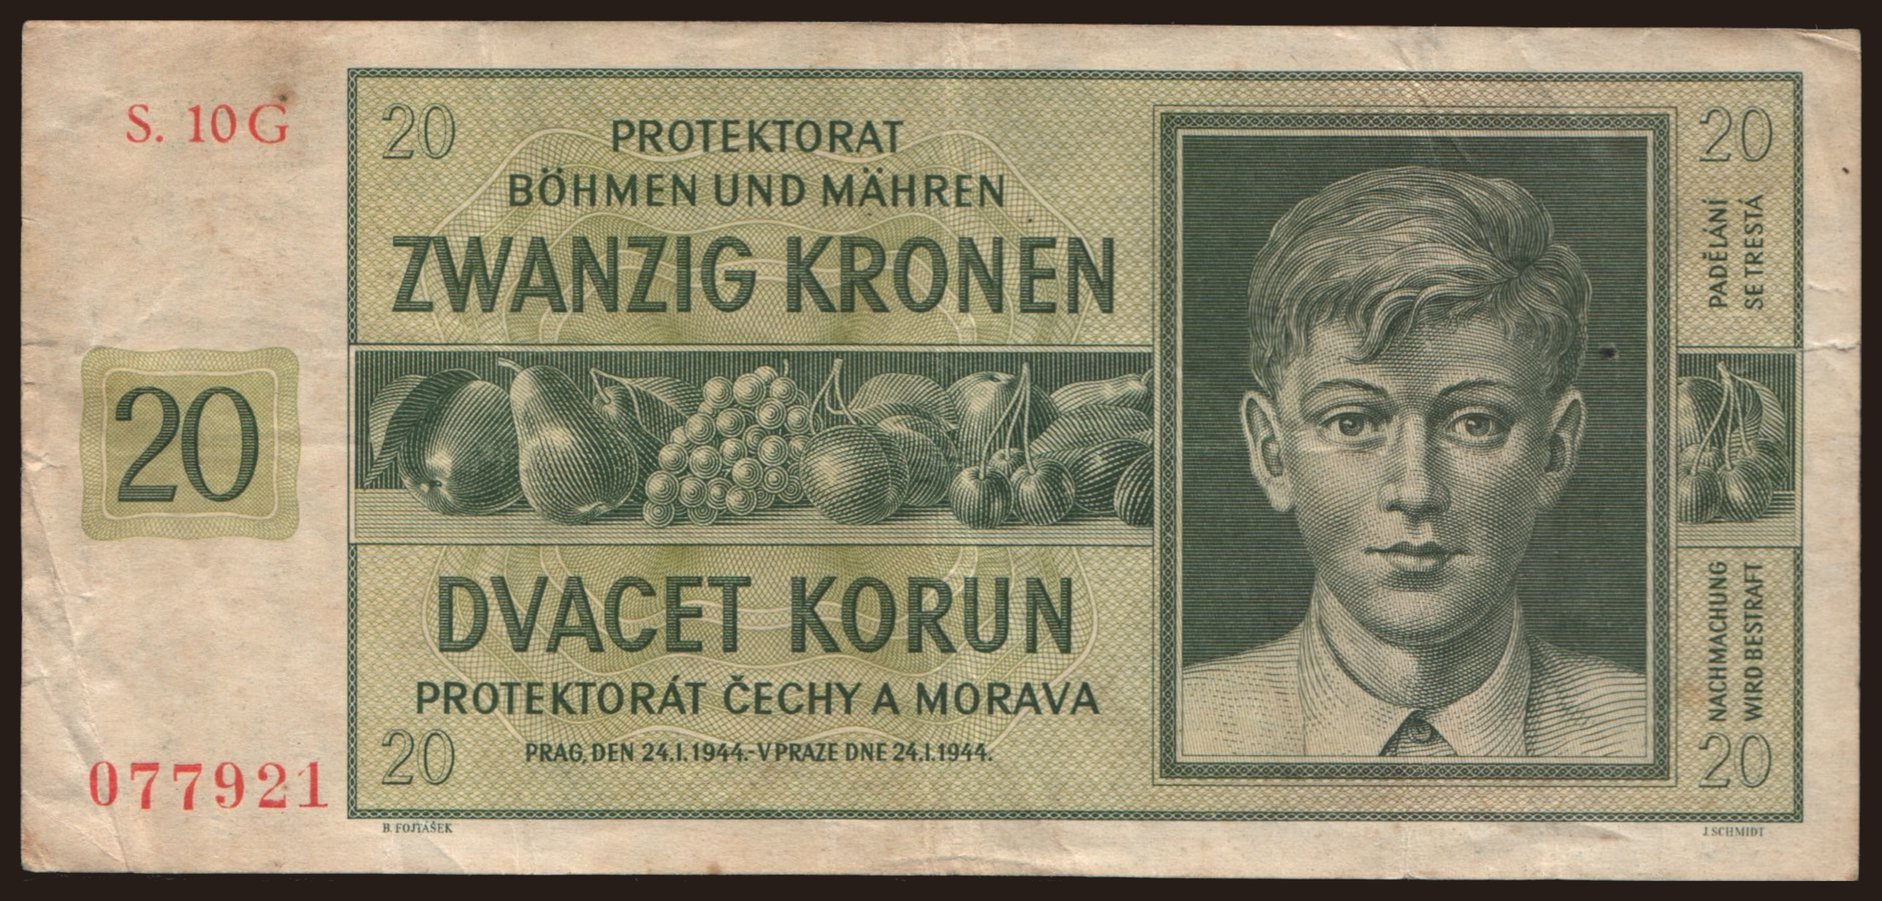 S. 10 G
20
PROTEKTORAT
BÖHMEN UND MÄHREN
ZWANZIG KRONEN
20
PADĚLÁNÍ
SE TRESTÁ
20
DVACET KORUN
PROTEKTORÁT ČECHY A MORAVA
PRAG, DEN 24.I.1944.-V PRAZE DNE 24.I.1944.
20
NACHMACHUNG
WIRD BESTRAFT
20
077921
B. FOJTÁŠEK
J. SCHMIDT